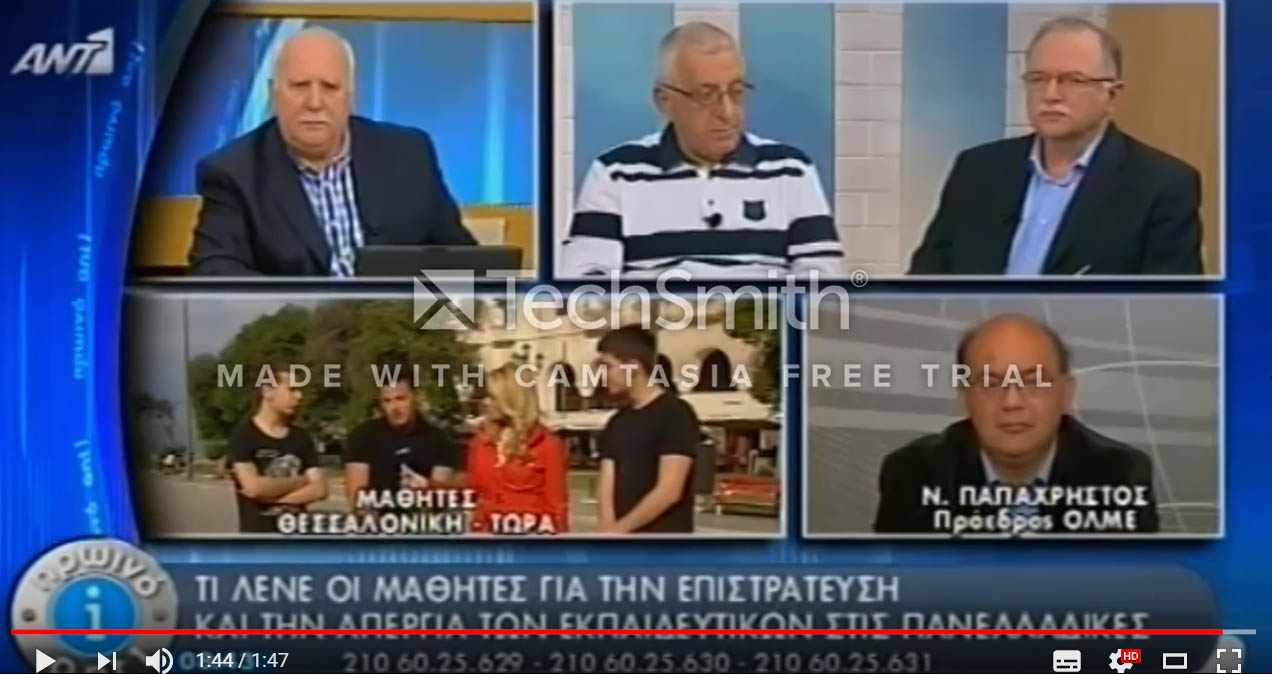 ANT1
TechSmith®
MADE WITH CAMTASIA FREE TRIAL
ΜΑΘΗΤΕΣ
ΘΕΣΣΑΛΟΝΙΚΗ - ΤΩΡΑ
Ν. ΠΑΠΑΧΡΗΣΤΟΣ
Πρόεδρος ΟΛΜΕ
πρωινό
i
ΤΙ ΛΕΝΕ ΟΙ ΜΑΘΗΤΕΣ ΓΙΑ ΤΗΝ ΕΠΙΣΤΡΑΤΕΥΣΗ
ΚΑΙ ΤΗΝ ΑΠΕΡΓΙΑ ΤΩΝ ΕΚΠΑΙΔΕΥΤΙΚΩΝ ΣΤΙΣ ΠΑΝΕΛΛΑΔΙΚΕΣ
1:44 / 1:47
210 60.25.629 - 210 60.25.630 - 210 60.25.631
HD